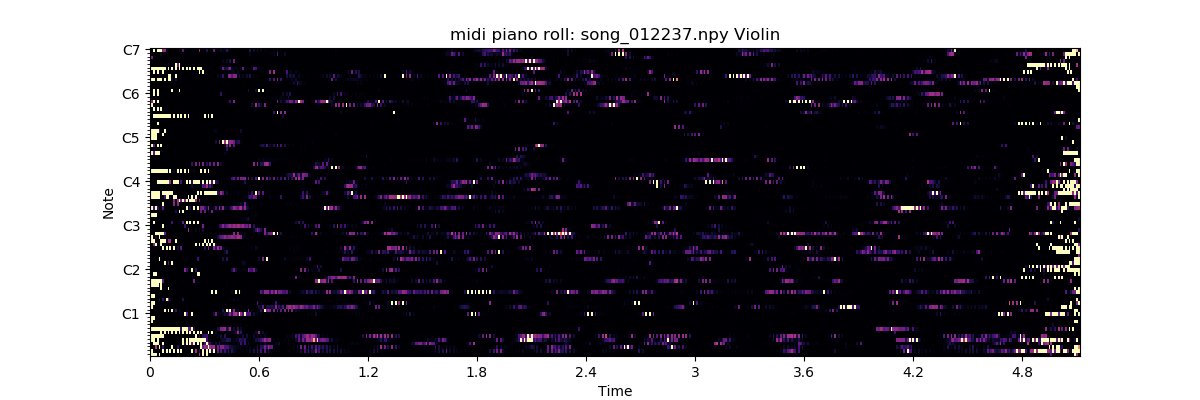 midi piano roll: song_012237.npy Violin
C7
C6
C5
C4
C3
C2
C1
Note
0 0.6 1.2 1.8 2.4 3 3.6 4.2 4.8
Time